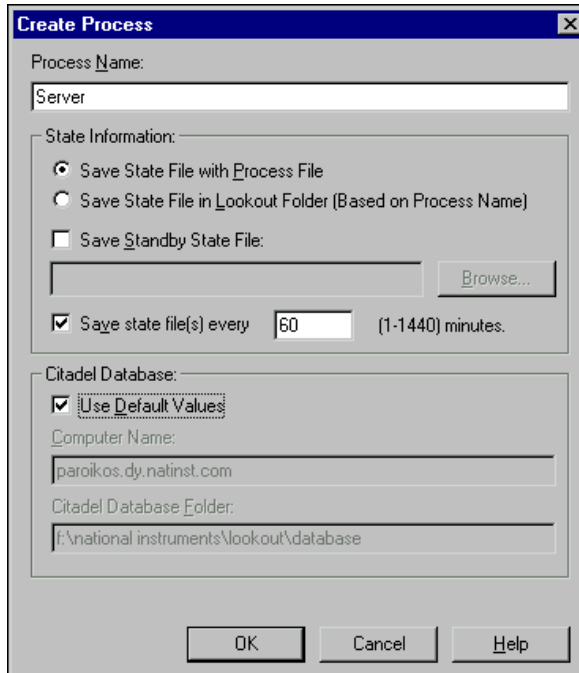 Create Process
Process Name:
Server
State Information:
Save State File with Process File
Save State File in Lookout Folder (Based on Process Name)
Save Standby State File:
Browse...
Save state file(s) every 60 (1-1440) minutes.
Citadel Database:
Use Default Values
Computer Name:
paroikos.dy.natinst.com
Citadel Database Folder:
f:\national instruments\lookout\database
OK Cancel Help